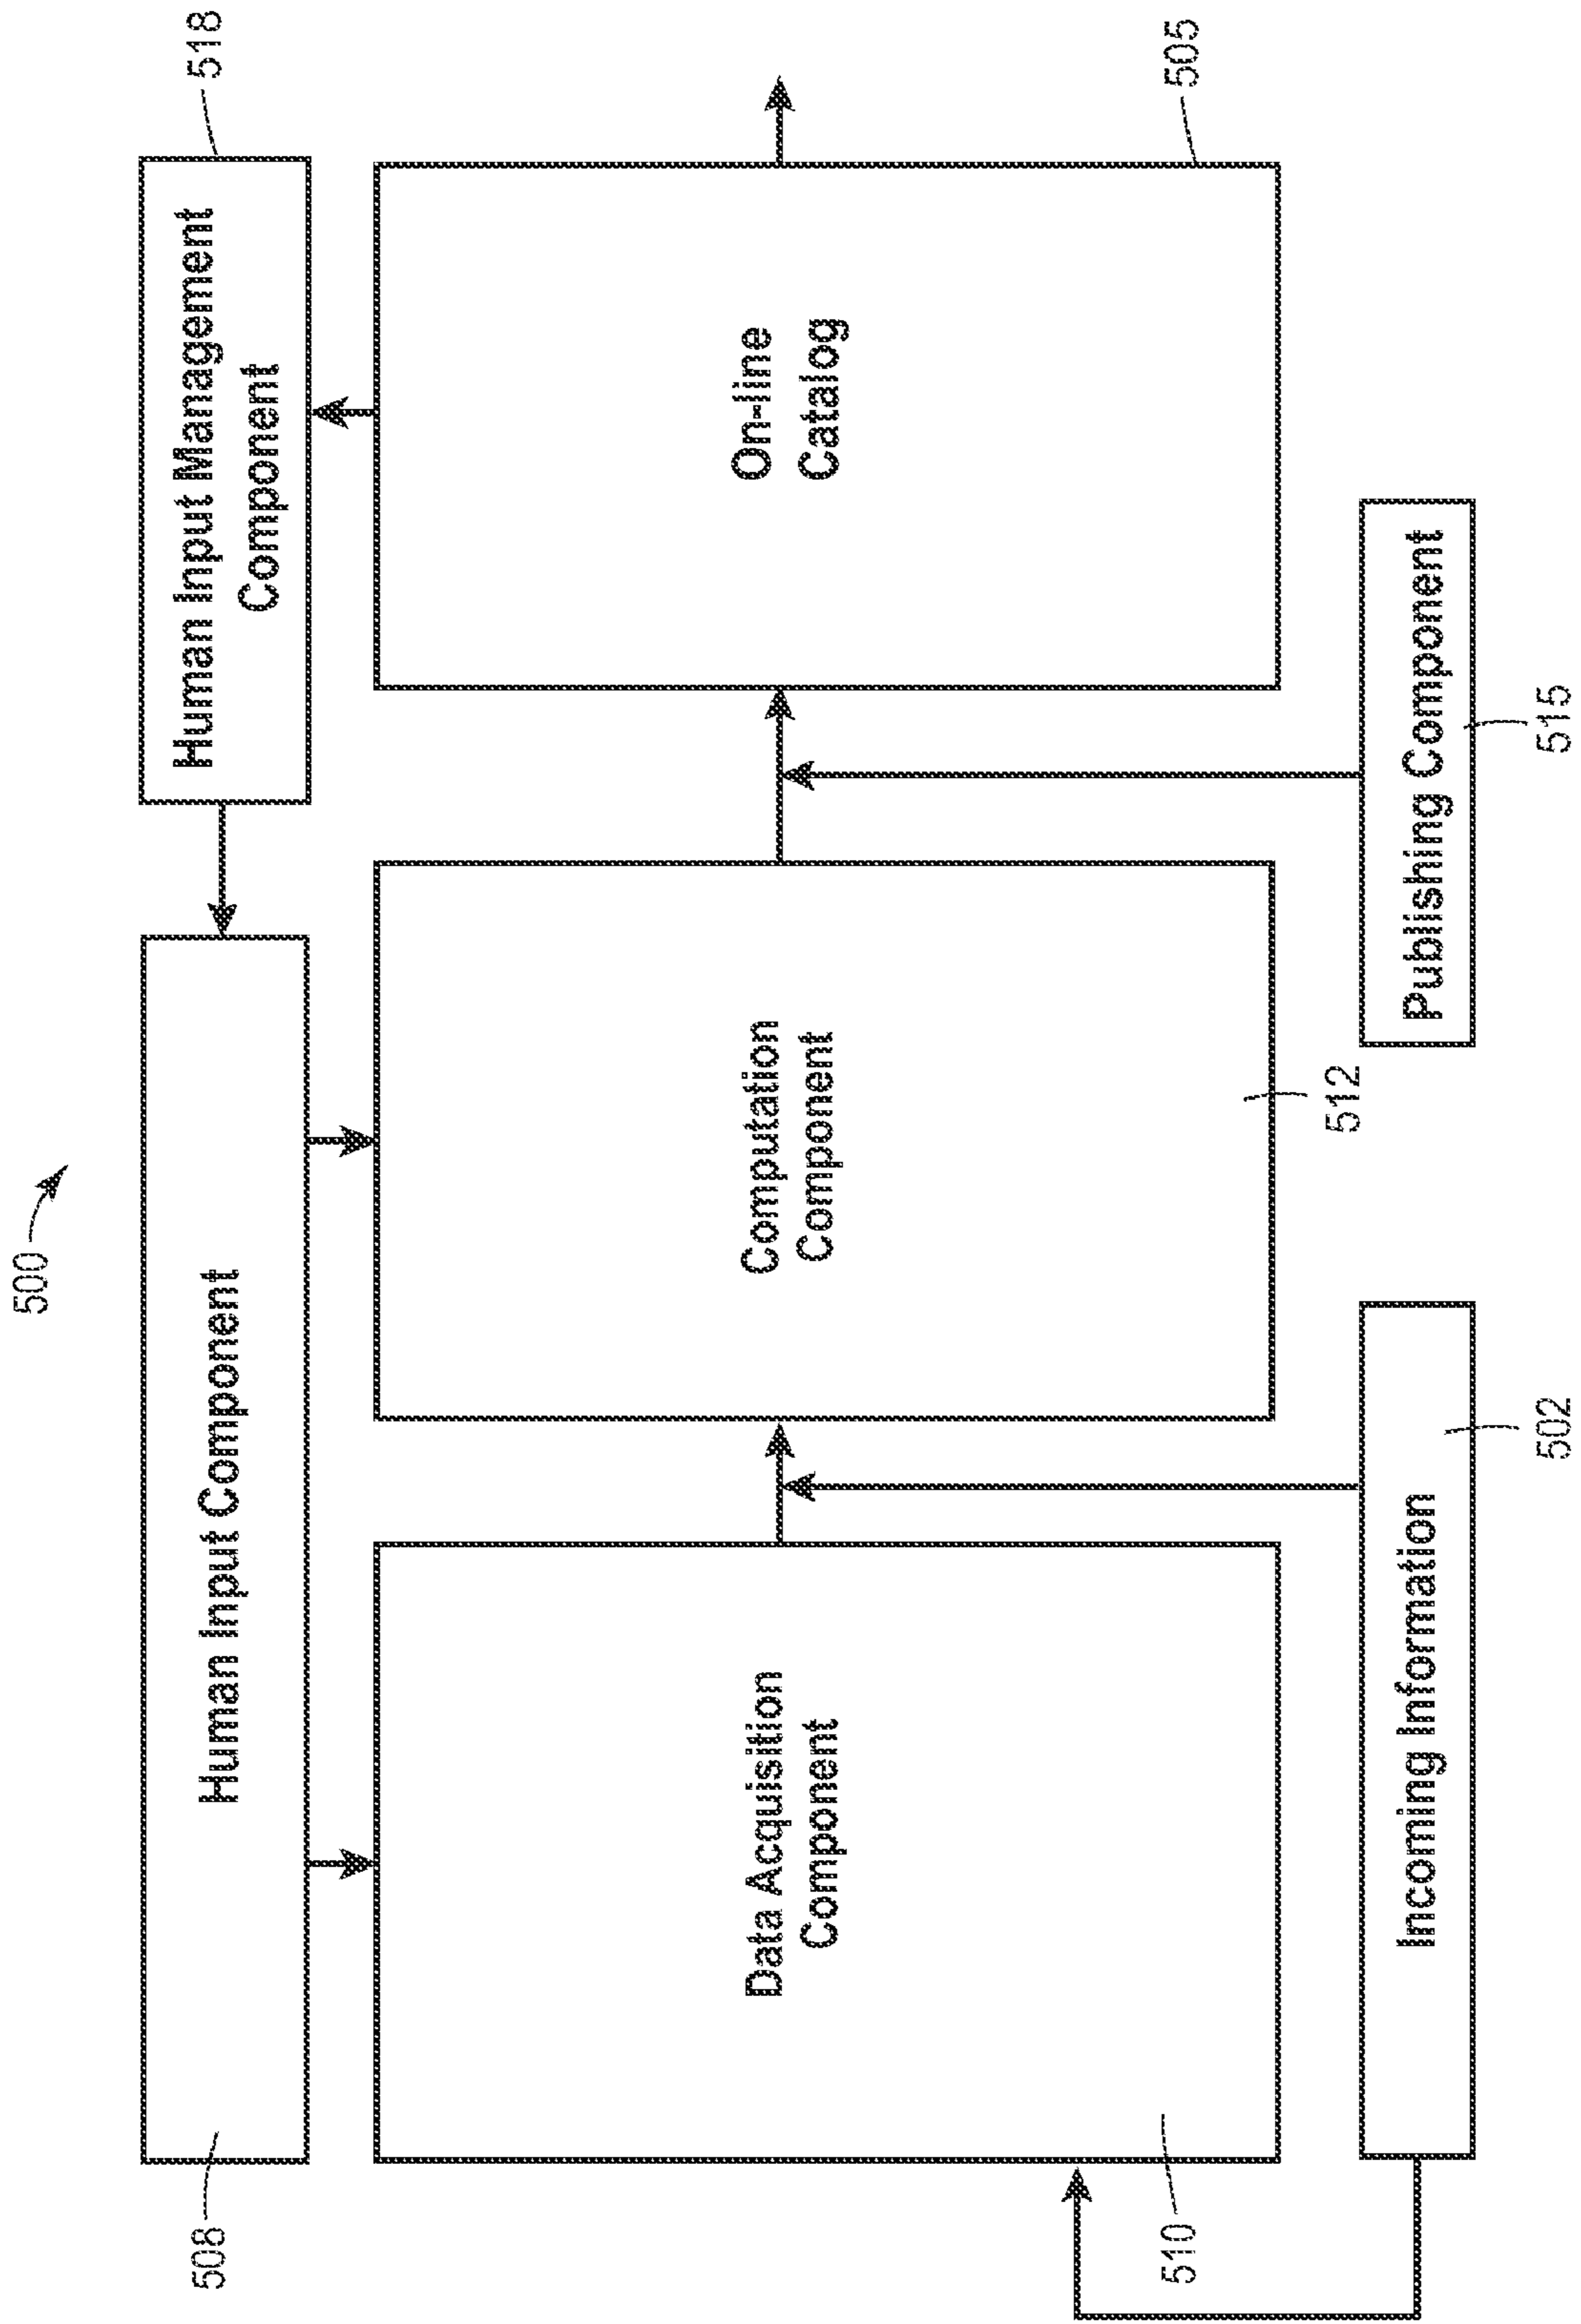 500
508
Human Input Component
Human Input Management
Component
518
Data Acquisition
Component
510
Computation
Component
512
On-line
Catalog
505
Incoming Information
502
Publishing Component
515